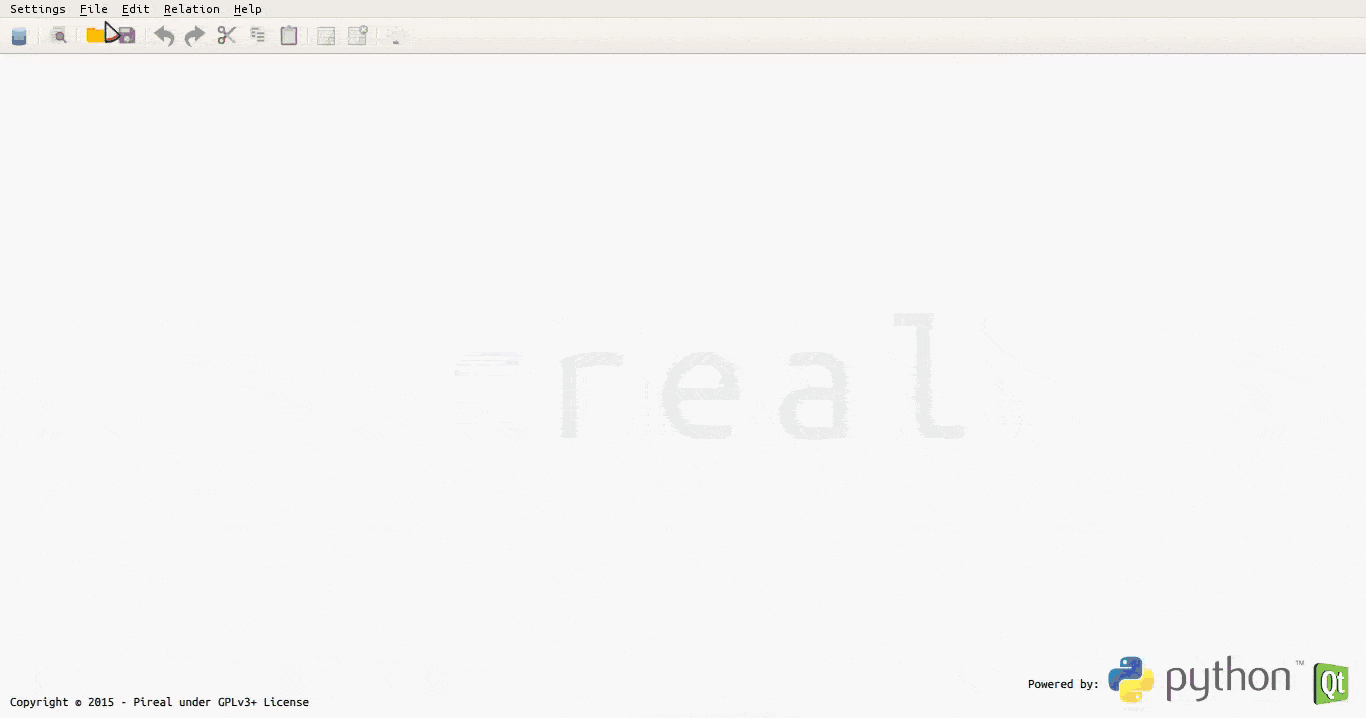 Settings File Edit Relation Help
real
Powered by: python™ Qt
Copyright © 2015 - Pireal under GPLv3+ License